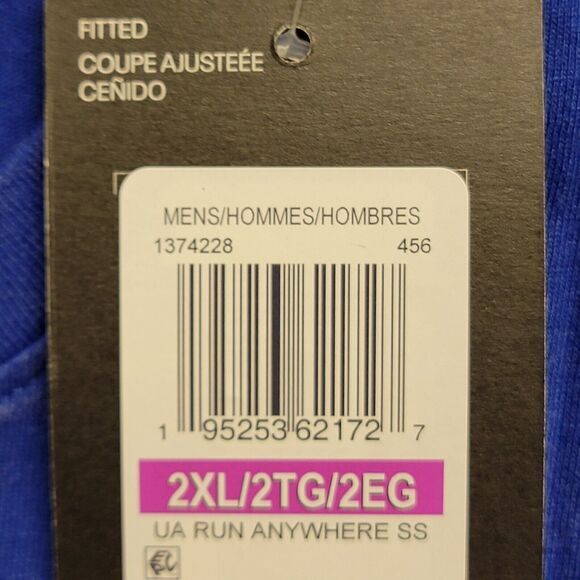 FITTED
COUPE AJUSTEÉE
CEÑIDO
MENS/HOMMES/HOMBRES
1374228 456
1 95253 62172 7
2XL/2TG/2EG
UA RUN ANYWHERE SS